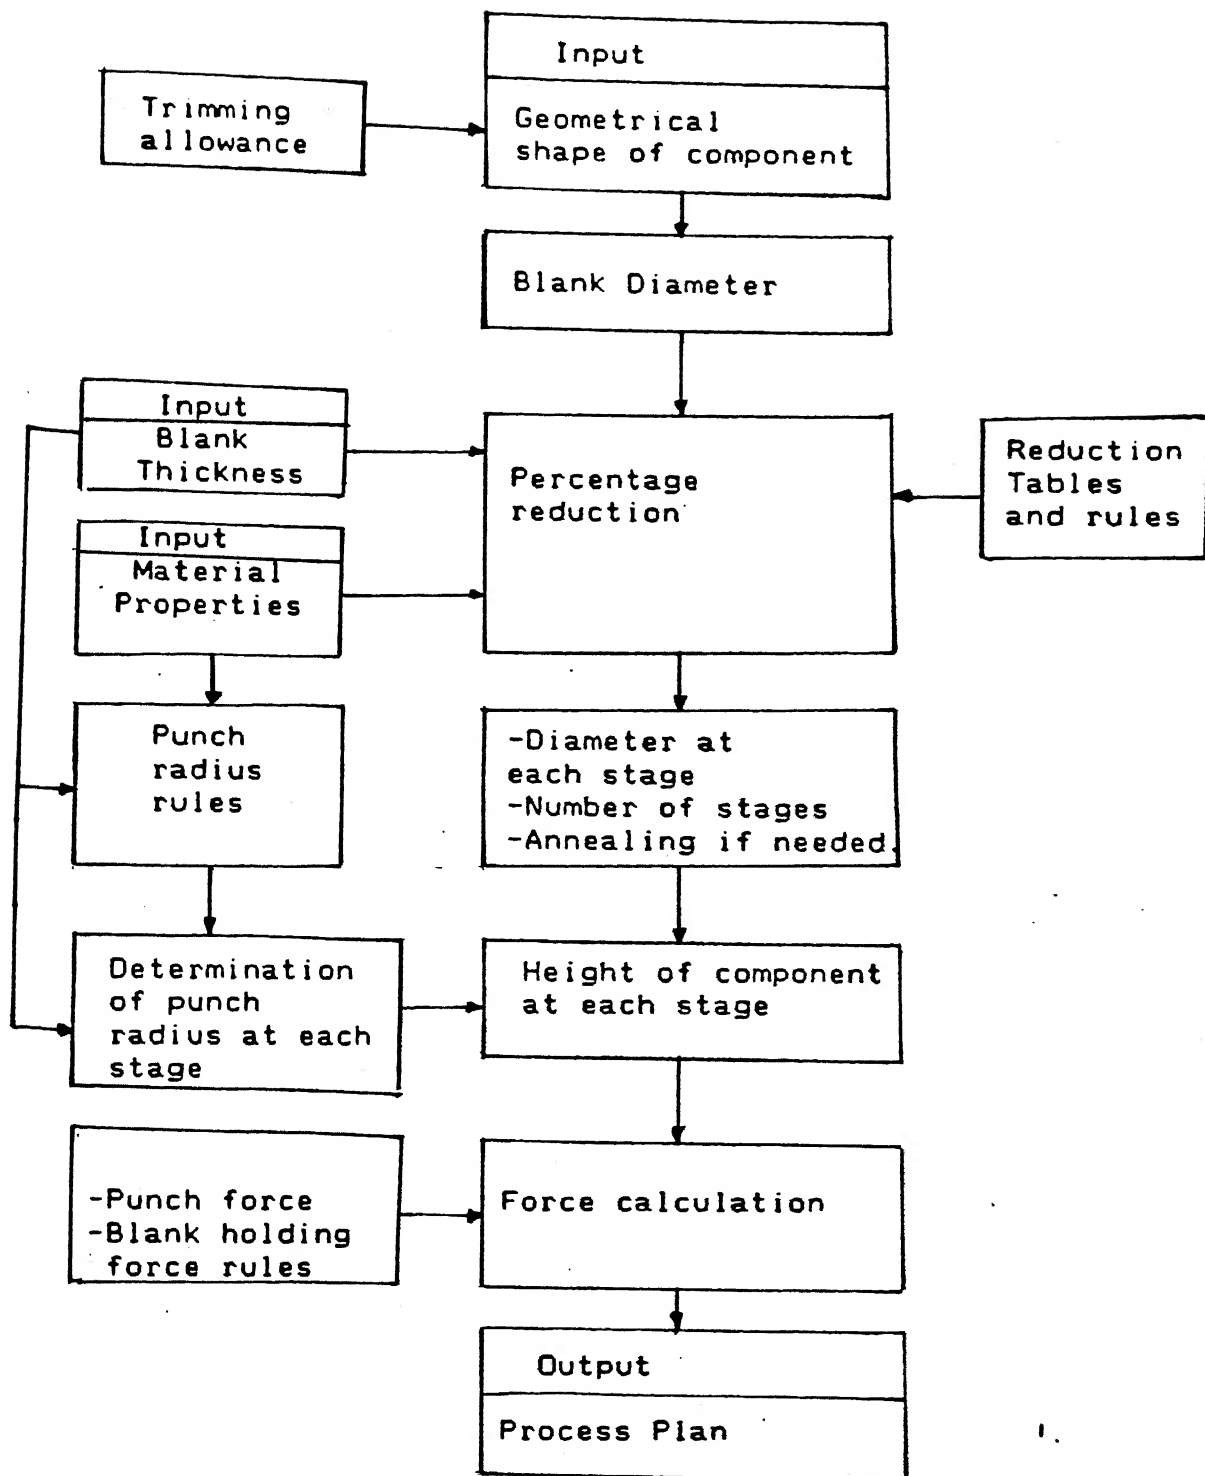 Input
Trimming
allowance
Geometrical
shape of component
Blank Diameter
Input
Blank
Thickness
Input
Material
Properties
Percentage
reduction
Reduction
Tables
and rules
Punch
radius
rules
-Diameter at
each stage
-Number of stages
-Annealing if needed.
Determination
of punch
radius at each
stage
Height of component
at each stage
-Punch force
-Blank holding
force rules
Force calculation
Output
Process Plan